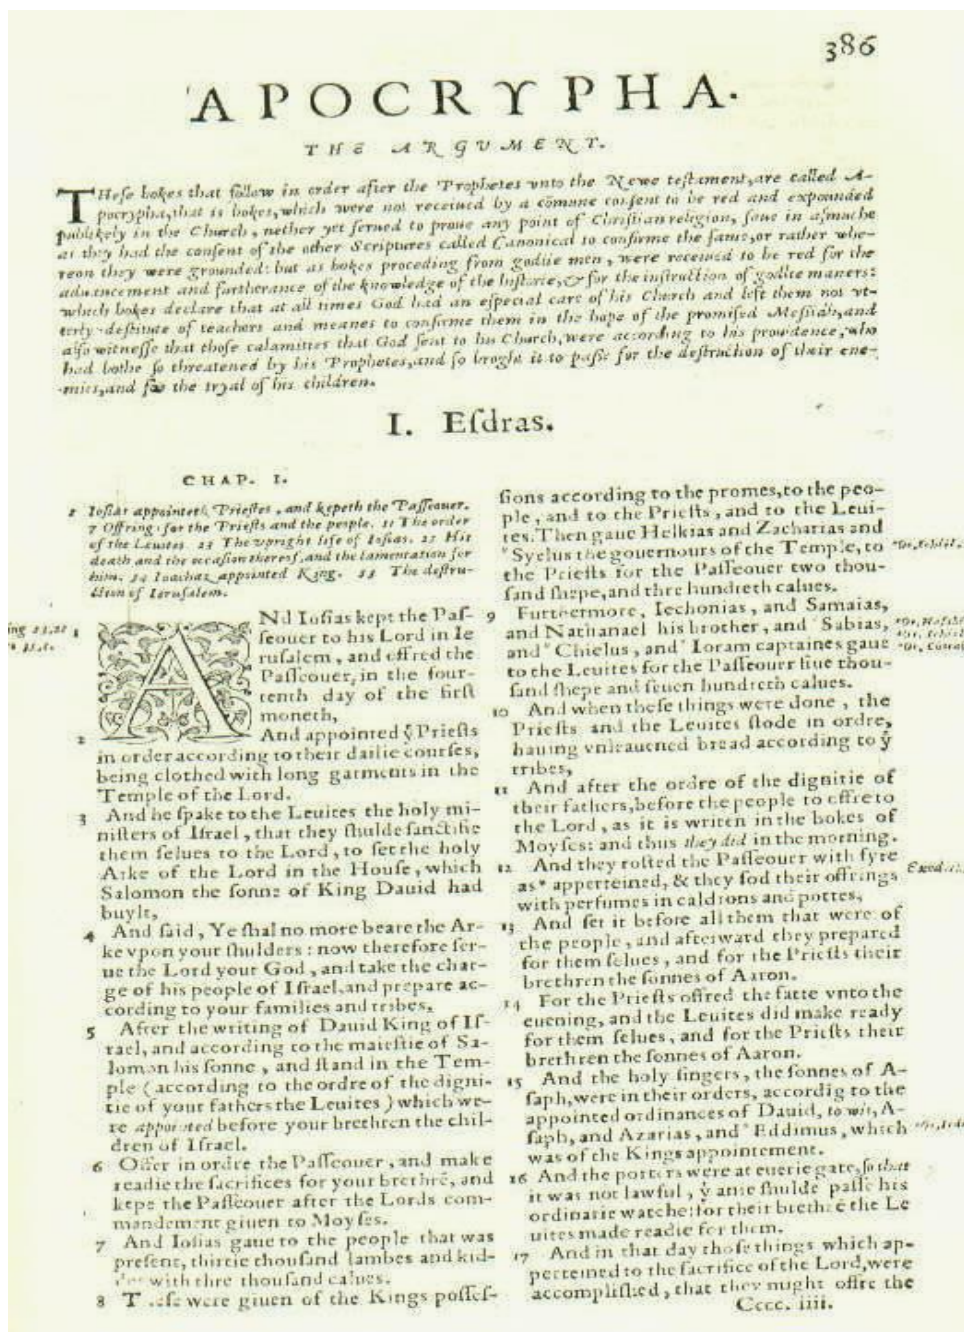 386
APOCRYPHA.
THE ARGVMENT.
THese bokes that follow in order after the Prophetes vnto the Newe testament, are called A-
pocrypha, that is bokes, which were not receiued by a comune consent to be red and expounded
publikely in the Church, nether yet serued to proue any point of Christian religion, saue in asmuche
as they had the consent of the other Scriptures called Canonical to confirme the same, or rather whe-
reon they were grounded: but as bokes proceding from godlie men, were receiued to be red for the
aduancement and furtherance of the knowledge of the historie, & for the instruction of godlie maners:
which bokes declare that at all times God had an especial care of his Church and left them not vt-
terly destitute of teachers and meanes to confirme them in the hope of the promised Messiah, and
also witnesse that those calamities that God sent to his Church, were according to his prouidence, who
had bothe so threatened by his Prophetes, and so broght it to passe for the destruction of their ene-
mies, and for the tryal of his children.
I. Eſdras.
CHAP. I.
1 Iosias appointeth Priestes, and kepeth the Passeouer.
7 Offrings for the Priests and the people. 11 The order
of the Leuites 23 The vpright life of Iosias. 25 His
death and the occasion thereof, and the lamentation for
him. 34 Ioachaz appointed King. 53 The destru-
ction of Ierusalem.
1 ANd Iosias kept the Pas-
seouer to his Lord in Ie
rusalem, and offred the
Passeouer, in the four-
tenth day of the first
moneth,
2 And appointed ẙ Priests
in order according to their dailie courses,
being clothed with long garments in the
Temple of the Lord.
3 And he spake to the Leuites the holy mi-
nisters of Israel, that they shulde sanctifie
them selues to the Lord, to set the holy
Arke of the Lord in the House, which
Salomon the sonne of King Dauid had
buylt,
4 And said, Ye shal no more beare the Ar-
ke vpon your shulders: now therefore ser-
ue the Lord your God, and take the char-
ge of his people of Israel, and prepare ac-
cording to your families and tribes,
5 After the writing of Dauid King of Is-
rael, and according to the maiestie of Sa-
lomon his sonne, and stand in the Tem-
ple (according to the ordre of the digni-
tie of your fathers the Leuites) which we-
re appointed before your brethren the chil-
dren of Israel.
6 Offer in ordre the Passeouer, and make
readie the sacrifices for your brethrē, and
kepe the Passeouer after the Lords com-
mandement giuen to Moyses.
7 And Iosias gaue to the people that was
present, thirtie thousand lambes and kid-
with thre thousand calues.
8 These were giuen of the Kings posses-
sions according to the promes, to the peo-
ple, and to the Priests, and to the Leui-
tes. Then gaue Helkias and Zacharias and
"Syelus the gouernours of the Temple, to
the Priests for the Passeouer two thou-
sand shepe, and thre hundreth calues.
9 Furthermore, Iechonias, and Samaias,
and Nathanael his brother, and "Sabias,
and "Chielus, and "Ioram captaines gaue
to the Leuites for the Passeouer fiue thou-
sand shepe and seuen hundreth calues.
10 And when these things were done, the
Priests and the Leuites stode in ordre,
hauing vnleauened bread according to ẙ
tribes,
11 And after the ordre of the dignitie of
their fathers, before the people to offre to
the Lord, as it is writen in the bokes of
Moyses: and thus they did in the morning.
12 And they rosted the Passeouer with fyre
as* apperteined, & they sod their offrings
with perfumes in caldrons and pottes,
13 And set it before all them that were of
the people, and afterward they prepared
for them selues, and for the Priests their
brethren the sonnes of Aaron.
14 For the Priests offred the fatte vnto the
euening, and the Leuites did make ready
for them selues, and for the Priests their
brethren the sonnes of Aaron.
15 And the holy singers, the sonnes of A-
saph, were in their orders, accordīg to the
appointed ordinances of Dauid, to wit, A-
saph, and Azarias, and "Eddimus, which
was of the Kings appointement.
16 And the porters were at euerie gate, so that
it was not lawful, ẙ anie shulde passe his
ordinarie watche: for their brethrē the Le
uites made readie for them.
17 And in that day those things which ap-
perteined to the sacrifice of the Lord, were
accomplished, that they might offre the
Cccc. iiii.